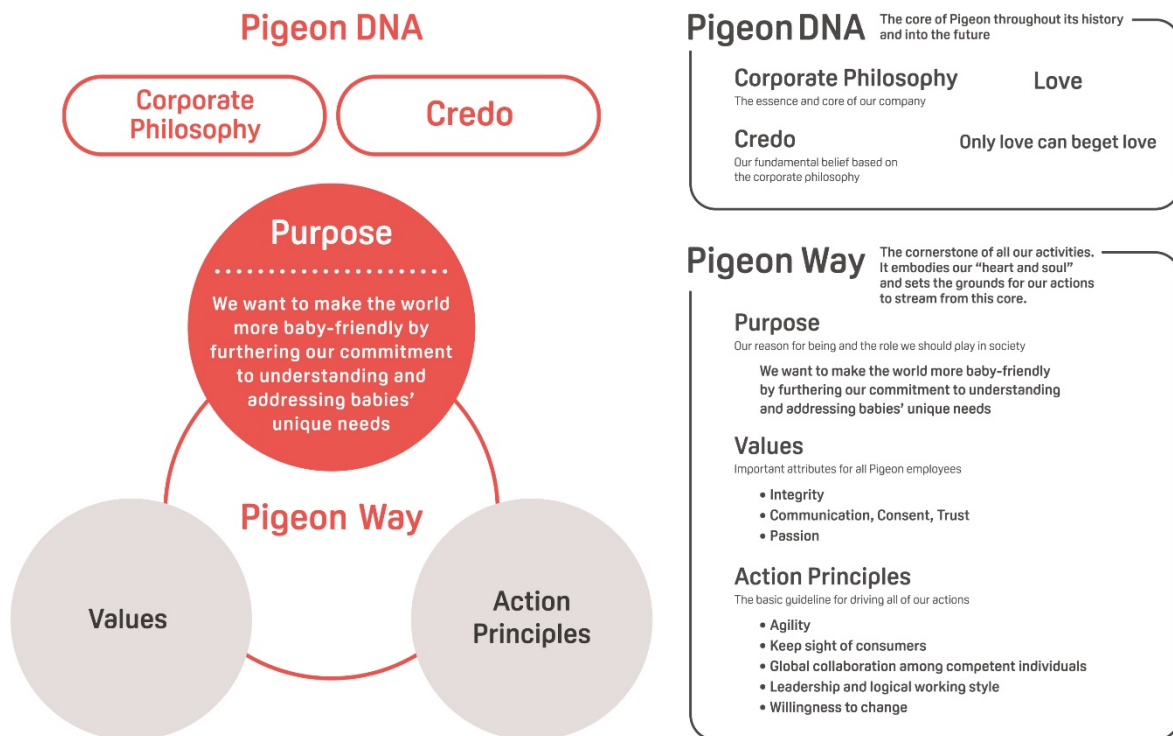 Pigeon DNA
Corporate
Philosophy
Credo
Purpose
We want to make the world
more baby-friendly by
furthering our commitment
to understanding and
addressing babies’
unique needs
Pigeon Way
Values
Action
Principles
Pigeon DNA
The core of Pigeon throughout its history
and into the future
Corporate Philosophy
Love
The essence and core of our company
Credo
Only love can beget love
Our fundamental belief based on
the corporate philosophy
Pigeon Way
The cornerstone of all our activities.
It embodies our “heart and soul”
and sets the grounds for our actions
to stream from this core.
Purpose
Our reason for being and the role we should play in society
We want to make the world more baby-friendly
by furthering our commitment to understanding
and addressing babies’ unique needs
Values
Important attributes for all Pigeon employees
• Integrity
• Communication, Consent, Trust
• Passion
Action Principles
The basic guideline for driving all of our actions
• Agility
• Keep sight of consumers
• Global collaboration among competent individuals
• Leadership and logical working style
• Willingness to change